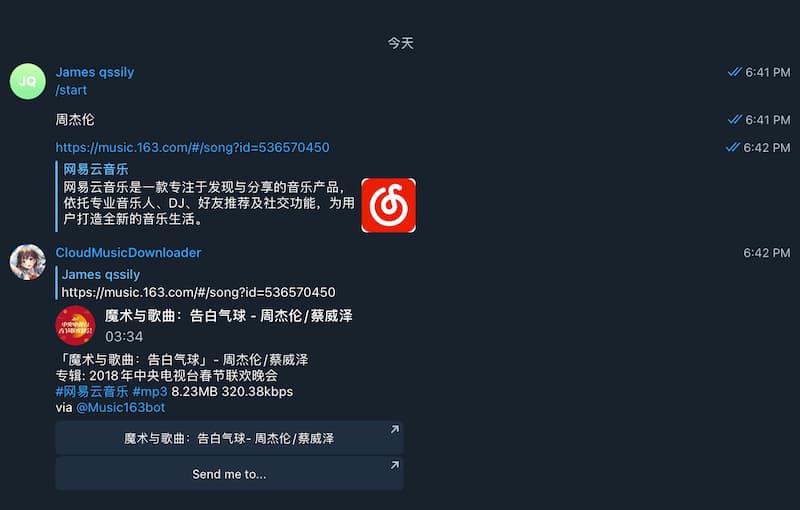 今天
James qssily
6:41 PM
/start
周杰伦
6:41 PM
https://music.163.com/#/song?id=536570450
6:42 PM
网易云音乐
网易云音乐是一款专注于发现与分享的音乐产品，
依托专业音乐人、DJ、好友推荐及社交功能，为用
户打造全新的音乐生活。
JQ
CloudMusicDownloader
6:42 PM
James qssily
https://music.163.com/#/song?id=536570450
魔术与歌曲：告白气球 - 周杰伦/蔡威泽
03:34
「魔术与歌曲：告白气球」- 周杰伦/蔡威泽
专辑: 2018年中央电视台春节联欢晚会
#网易云音乐 #mp3 8.23MB 320.38kbps
via @Music163bot
魔术与歌曲：告白气球- 周杰伦/蔡威泽
Send me to...